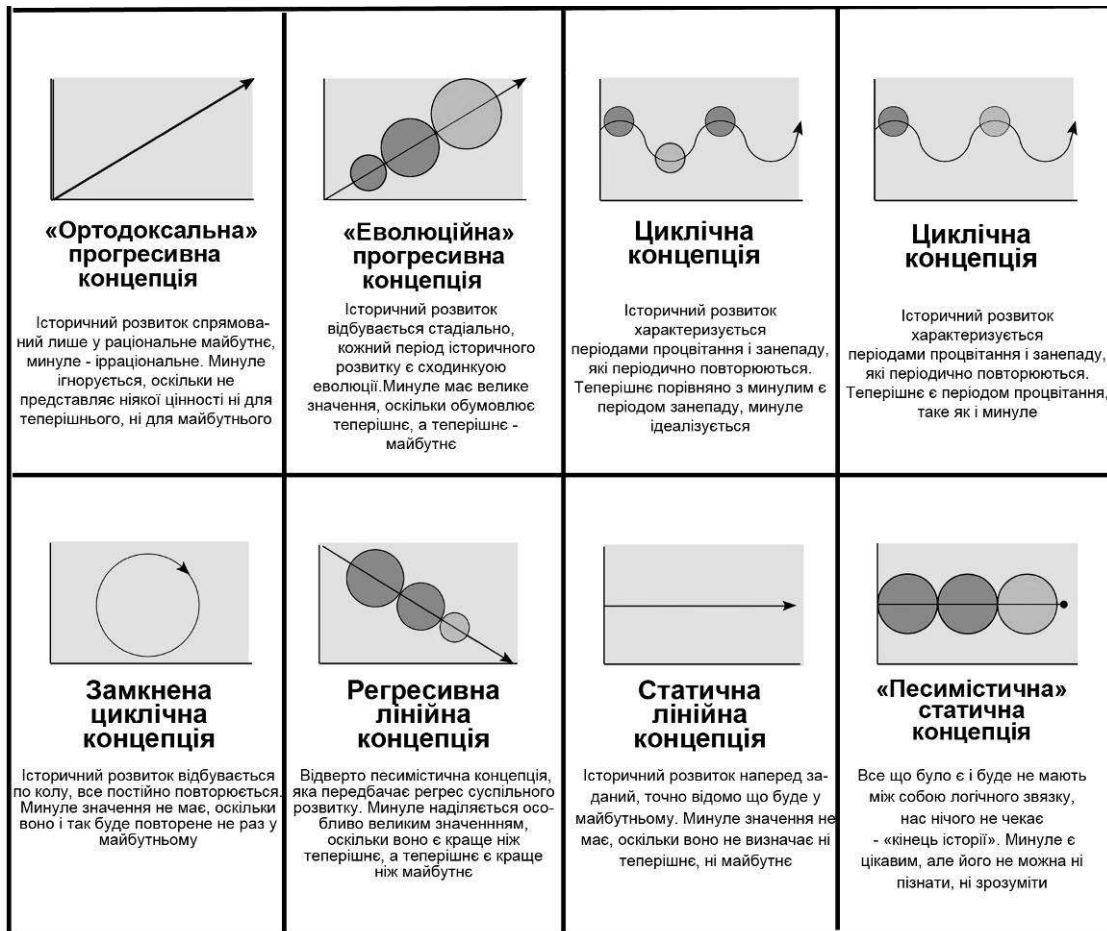 «Ортодоксальна»
прогресивна
концепція
Історичний розвиток спрямова-
ний лише у раціональне майбутнє,
минуле - ірраціональне. Минуле
ігнорується, оскільки не
представляє ніякої цінності ні для
теперішнього, ні для майбутнього
«Еволюційна»
прогресивна
концепція
Історичний розвиток
відбувається стадіально,
кожний період історичного
розвитку є сходинкуою
еволюції.Минуле має велике
значення, оскільки обумовлює
теперішнє, а теперішнє -
майбутнє
Циклічна
концепція
Історичний розвиток
характеризується
періодами процвітання і занепаду,
які періодично повторюються.
Теперішнє порівняно з минулим є
періодом занепаду, минуле
ідеалізується
Циклічна
концепція
Історичний розвиток
характеризується
періодами процвітання і занепаду,
які періодично повторюються.
Теперішнє є періодом процвітання,
таке як і минуле
Замкнена
циклічна
концепція
Історичний розвиток відбувається
по колу, все постійно повторюється.
Минуле значення не має, оскільки
воно і так буде повторене не раз у
майбутньому
Регресивна
лінійна
концепція
Відверто песимістична концепція,
яка передбачає регрес суспільного
розвитку. Минуле наділяється осо-
бливо великим значеннням,
оскільки воно є краще ніж
теперішнє, а теперішнє є краще
ніж майбутнє
Статична
лінійна
концепція
Історичний розвиток наперед за-
даний, точно відомо що буде у
майбутньому. Минуле значення не
має, оскільки воно не визначає ні
теперішнє, ні майбутнє
«Песимістична»
статична
концепція
Все що було є і буде не мають
між собою логічного звязку,
нас нічого не чекає
- «кінець історії». Минуле є
цікавим, але його не можна ні
пізнати, ні зрозуміти